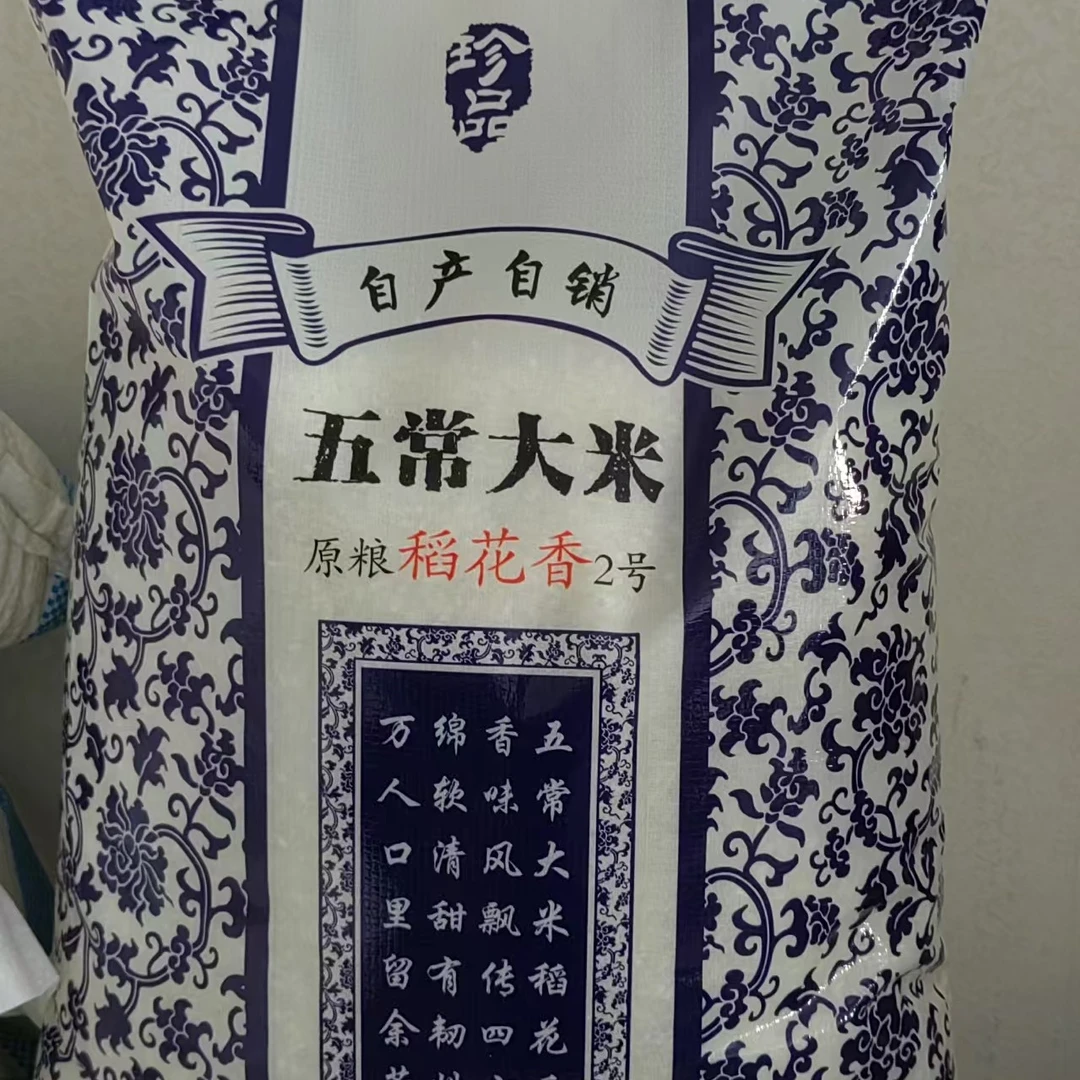 珍品
自产自销
五常大米
原粮稻花香2号
五常大米稻花
香味风飘传四
绵软清甜有韧
万人口里留余